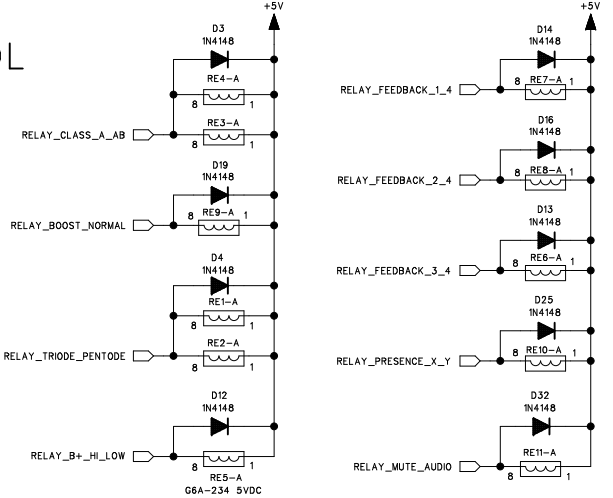 OL
+5V
D3
1N4148
RE4-A
8 1
RE3-A
RELAY_CLASS_A_AB
8 1
D19
1N4148
RE9-A
8 1
RELAY_BOOST_NORMAL
D4
1N4148
RE1-A
8 1
RE2-A
RELAY_TRIODE_PENTODE
8 1
D12
1N4148
RELAY_B+_HI_LOW
8 1
RE5-A
G6A-234 5VDC
+5V
D14
1N4148
RE7-A
8 1
RELAY_FEEDBACK_1_4
D16
1N4148
RE8-A
8 1
RELAY_FEEDBACK_2_4
D13
1N4148
RE6-A
8 1
RELAY_FEEDBACK_3_4
D25
1N4148
RE10-A
8 1
RELAY_PRESENCE_X_Y
D32
1N4148
RE11-A
RELAY_MUTE_AUDIO
8 1